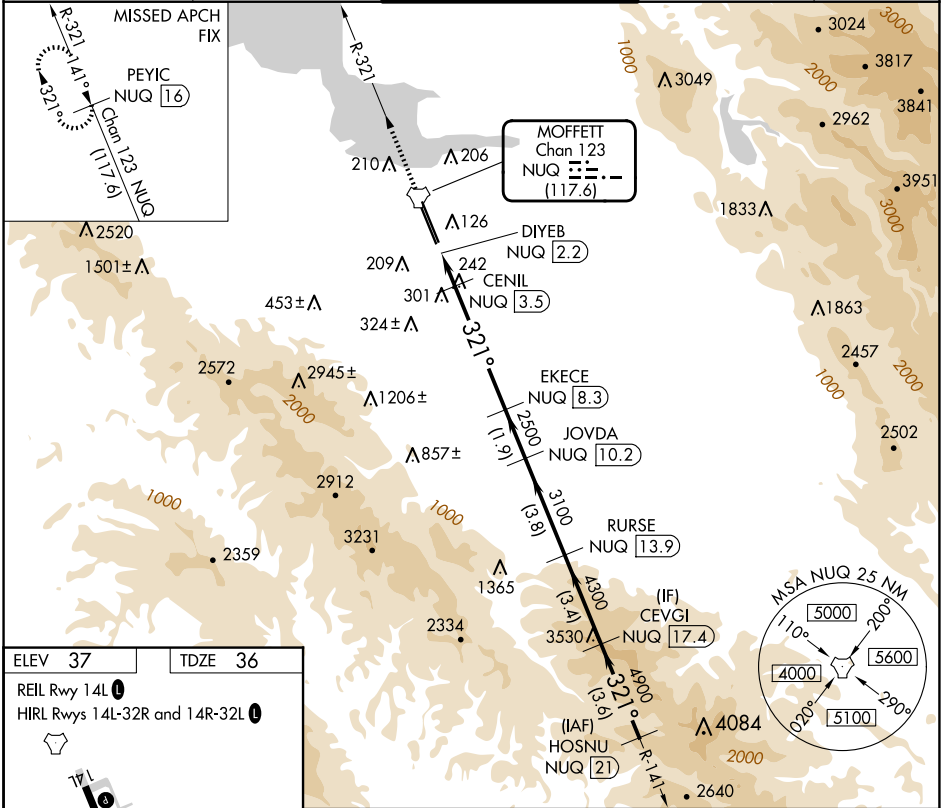 MISSED APCH
FIX
R-321
141°
321°
PEYIC
NUQ 16
Chan 123 NUQ
(117.6)
R-321
1000
3049
3024
3000
2000
3817
3841
2962
3951
3000
210
206
MOFFETT
Chan 123
NUQ
(117.6)
1833
2520
1501±
126
DIYEB
NUQ 2.2
209
242
CENIL
301
NUQ 3.5
453±
324±
321°
1863
2457
1000
2000
2572
2945±
2000
1206±
EKECE
NUQ 8.3
2500
(1.9)
JOVDA
NUQ 10.2
857±
2502
2912
1000
1000
3100
(3.8)
3231
2359
RURSE
NUQ 13.9
1365
4300
(3.4)
(IF)
CEVGI
NUQ 17.4
3530
2334
MSA NUQ 25 NM
5000
110°
200°
4000
5600
020°
5100
290°
4900
321°
(3.6)
(IAF)
HOSNU
NUQ 21
R-141
4084
2000
2640
ELEV 37
TDZE 36
REIL Rwy 14L L
HIRL Rwys 14L-32R and 14R-32L L
14L
P